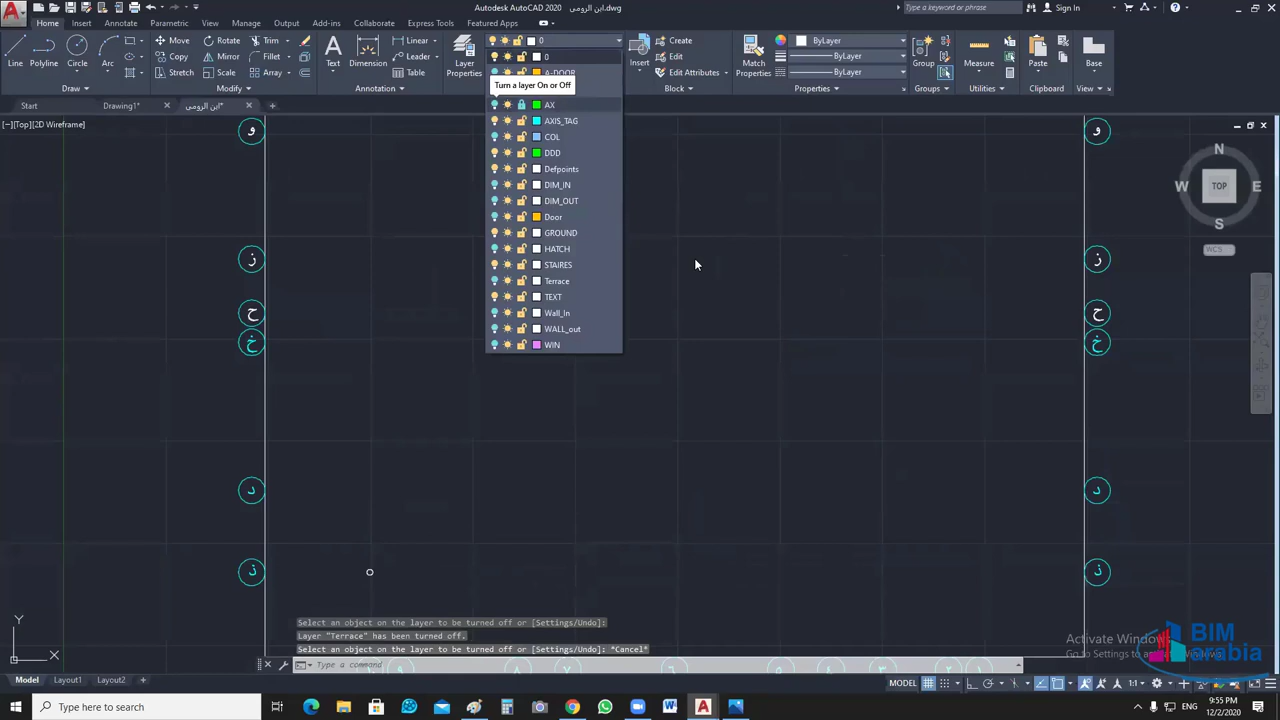 Autodesk AutoCAD 2020 ابن الرومى.dwg
Type a keyword or phrase
Sign In
Home Insert Annotate Parametric View Manage Output Add-ins Collaborate Express Tools Featured Apps
Line Polyline Circle Arc
Move Rotate Trim
Copy Mirror Fillet
Stretch Scale Array
Text Dimension
Linear
Leader
Table
Layer Properties
0
Insert
Create
Edit
Edit Attributes
Match Properties
ByLayer
ByLayer
ByLayer
Group
Measure
Paste
Base
Draw Modify Annotation Block Properties Groups Utilities Clipboard View
0
A-DOOR
Turn a layer On or Off
AX
AXIS_TAG
COL
DDD
Defpoints
DIM_IN
DIM_OUT
Door
GROUND
HATCH
STAIRES
Terrace
TEXT
Wall_In
WALL_out
WIN
Start Drawing1* ابن الرومى*
[−][Top][2D Wireframe]
N
W TOP E
S
WCS
و و
ز ز
ح ح
خ خ
د د
ذ ذ
Select an object on the layer to be turned off or [Settings/Undo]:
Layer "Terrace" has been turned off.
Select an object on the layer to be turned off or [Settings/Undo]: *Cancel*
Type a command
Y
X
Activate Windows
Go to Settings to activate Windows.
BIM
arabia
Model Layout1 Layout2
MODEL
1:1
Type here to search
ENG
9:55 PM
12/2/2020